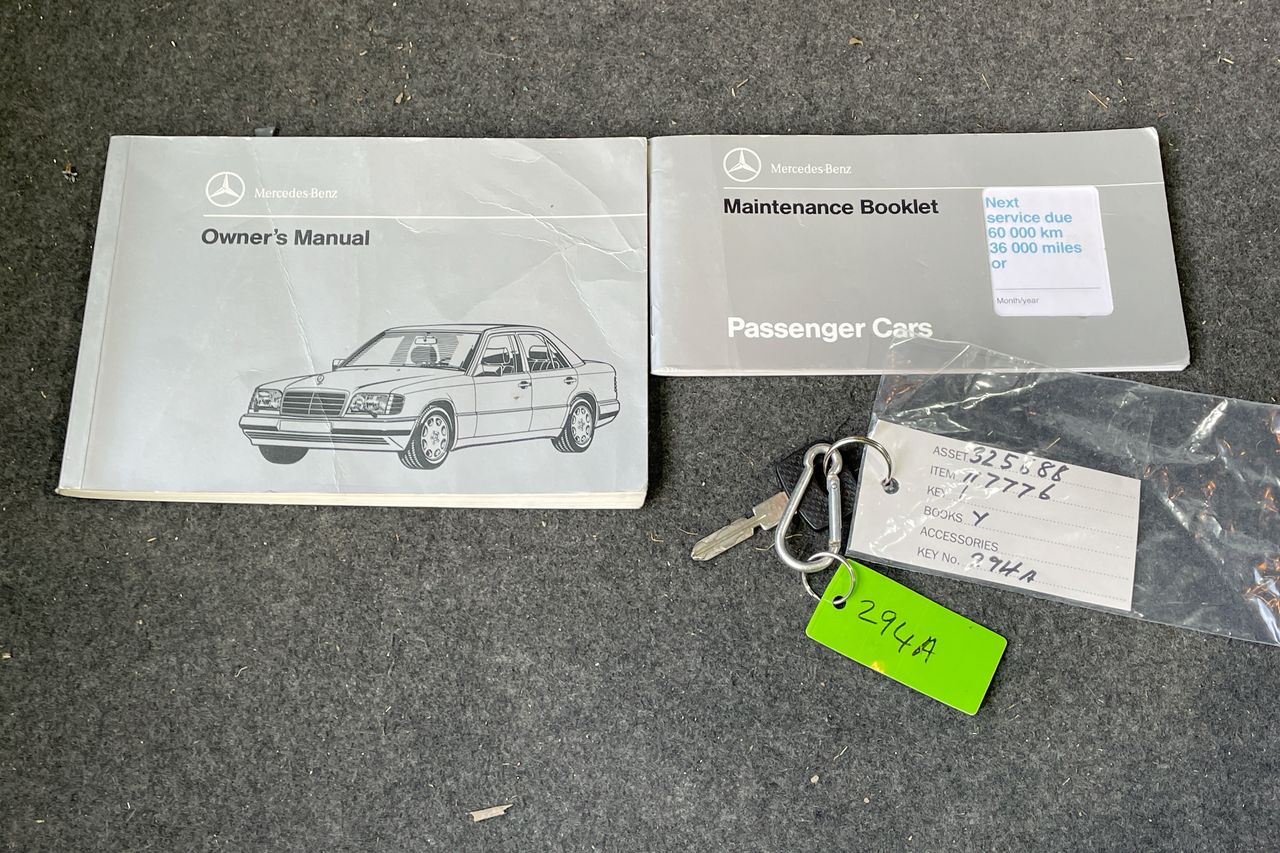 Mercedes-Benz
Owner's Manual
Mercedes-Benz
Maintenance Booklet
Next
service due
60 000 km
36 000 miles
or
Month/year
Passenger Cars
ASSET 325688
ITEM 117776
KEY 1
BOOKS Y
ACCESSORIES
KEY No. 294A
294A